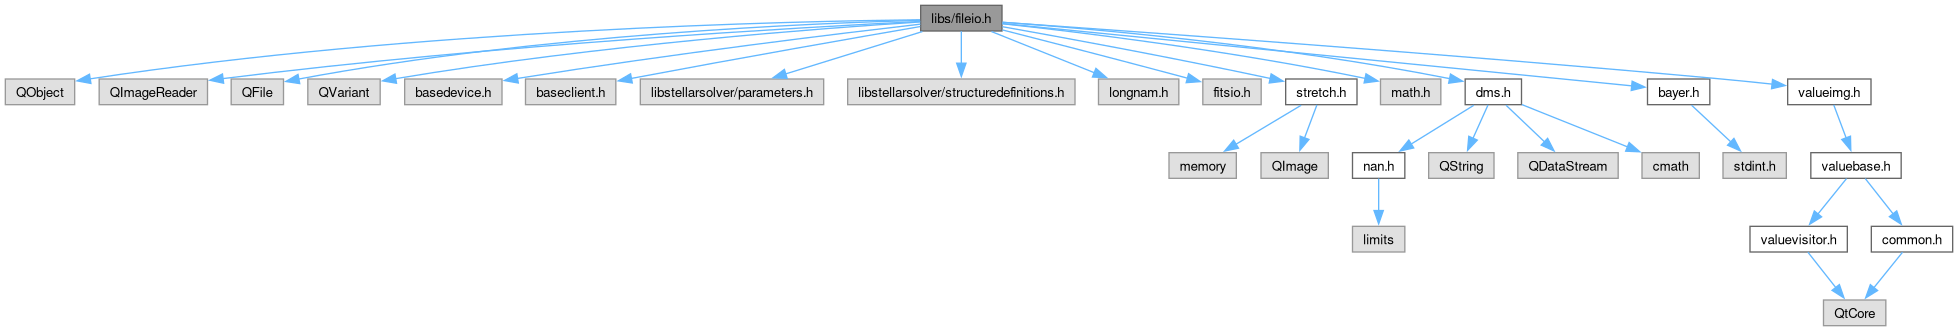 libs/fileio.h
QObject
QImageReader
QFile
QVariant
basedevice.h
baseclient.h
libstellarsolver/parameters.h
libstellarsolver/structuredefinitions.h
longnam.h
fitsio.h
stretch.h
math.h
dms.h
bayer.h
valueimg.h
memory
QImage
nan.h
QString
QDataStream
cmath
stdint.h
valuebase.h
limits
valuevisitor.h
common.h
QtCore